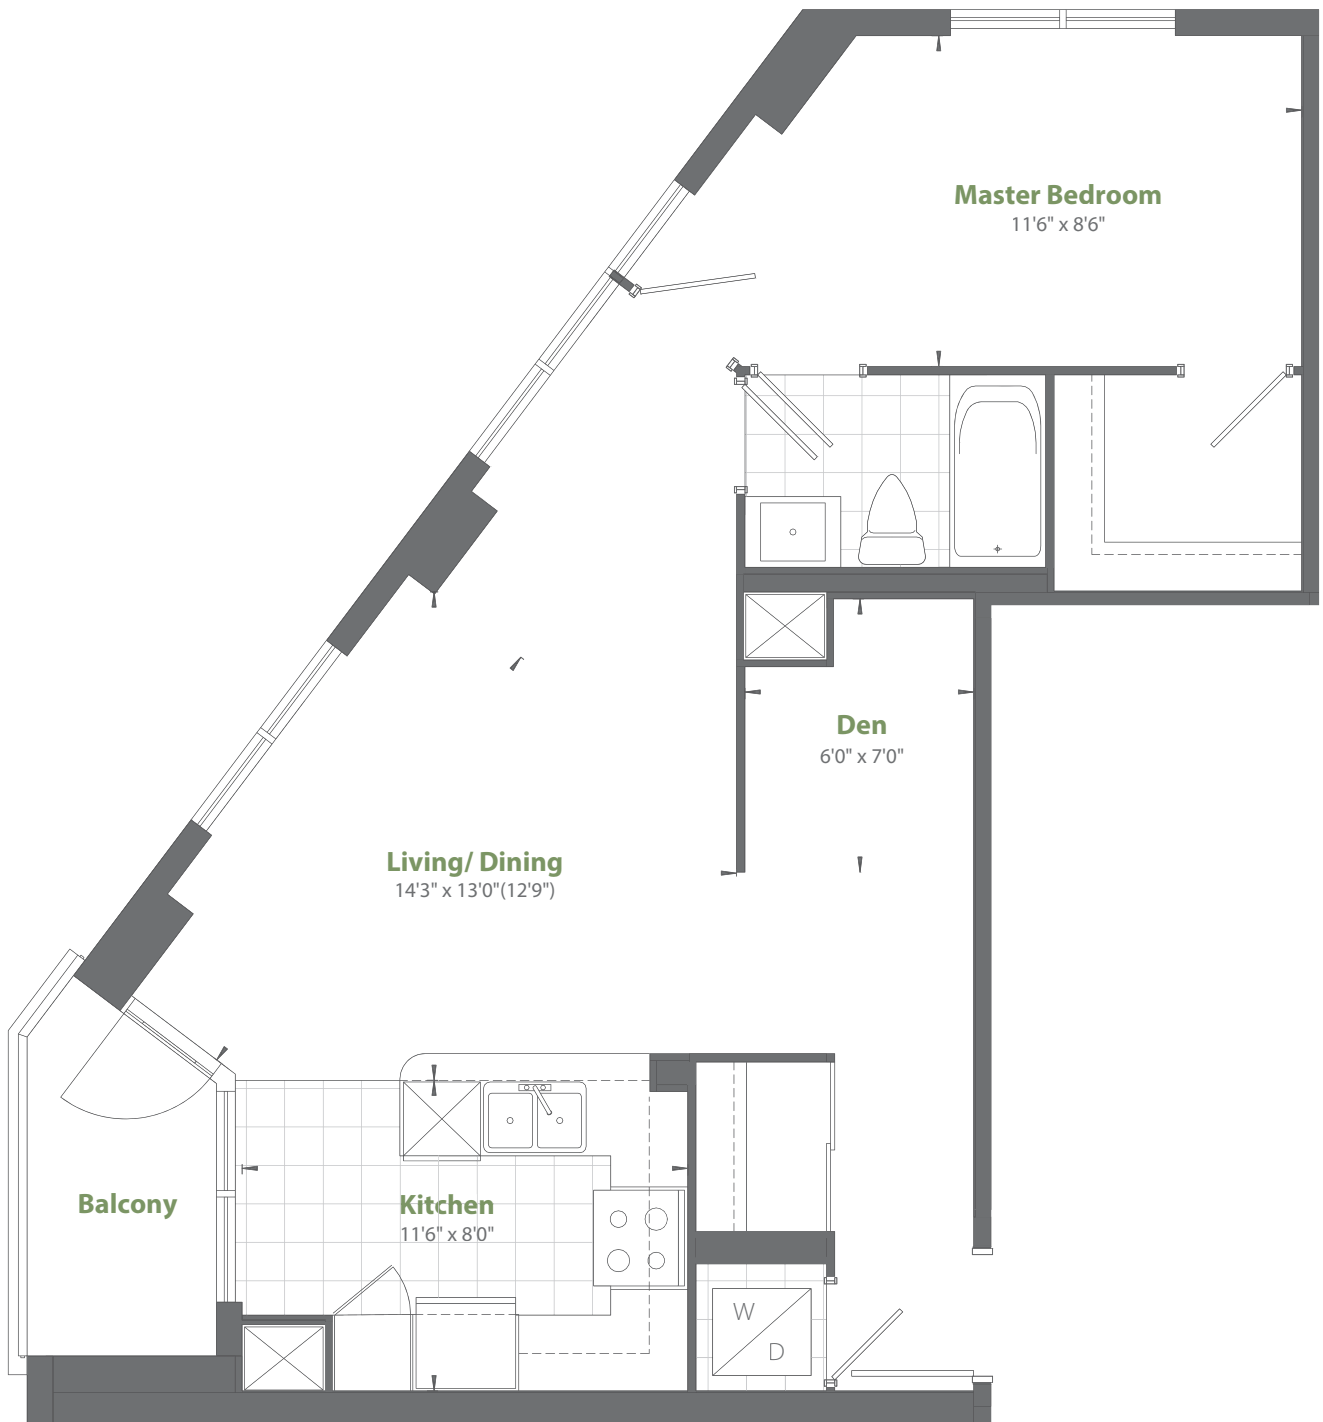 Master Bedroom
11'6" x 8'6"
Den
6'0" x 7'0"
Living/ Dining
14'3" x 13'0"(12'9")
Balcony
Kitchen
11'6" x 8'0"
W
D